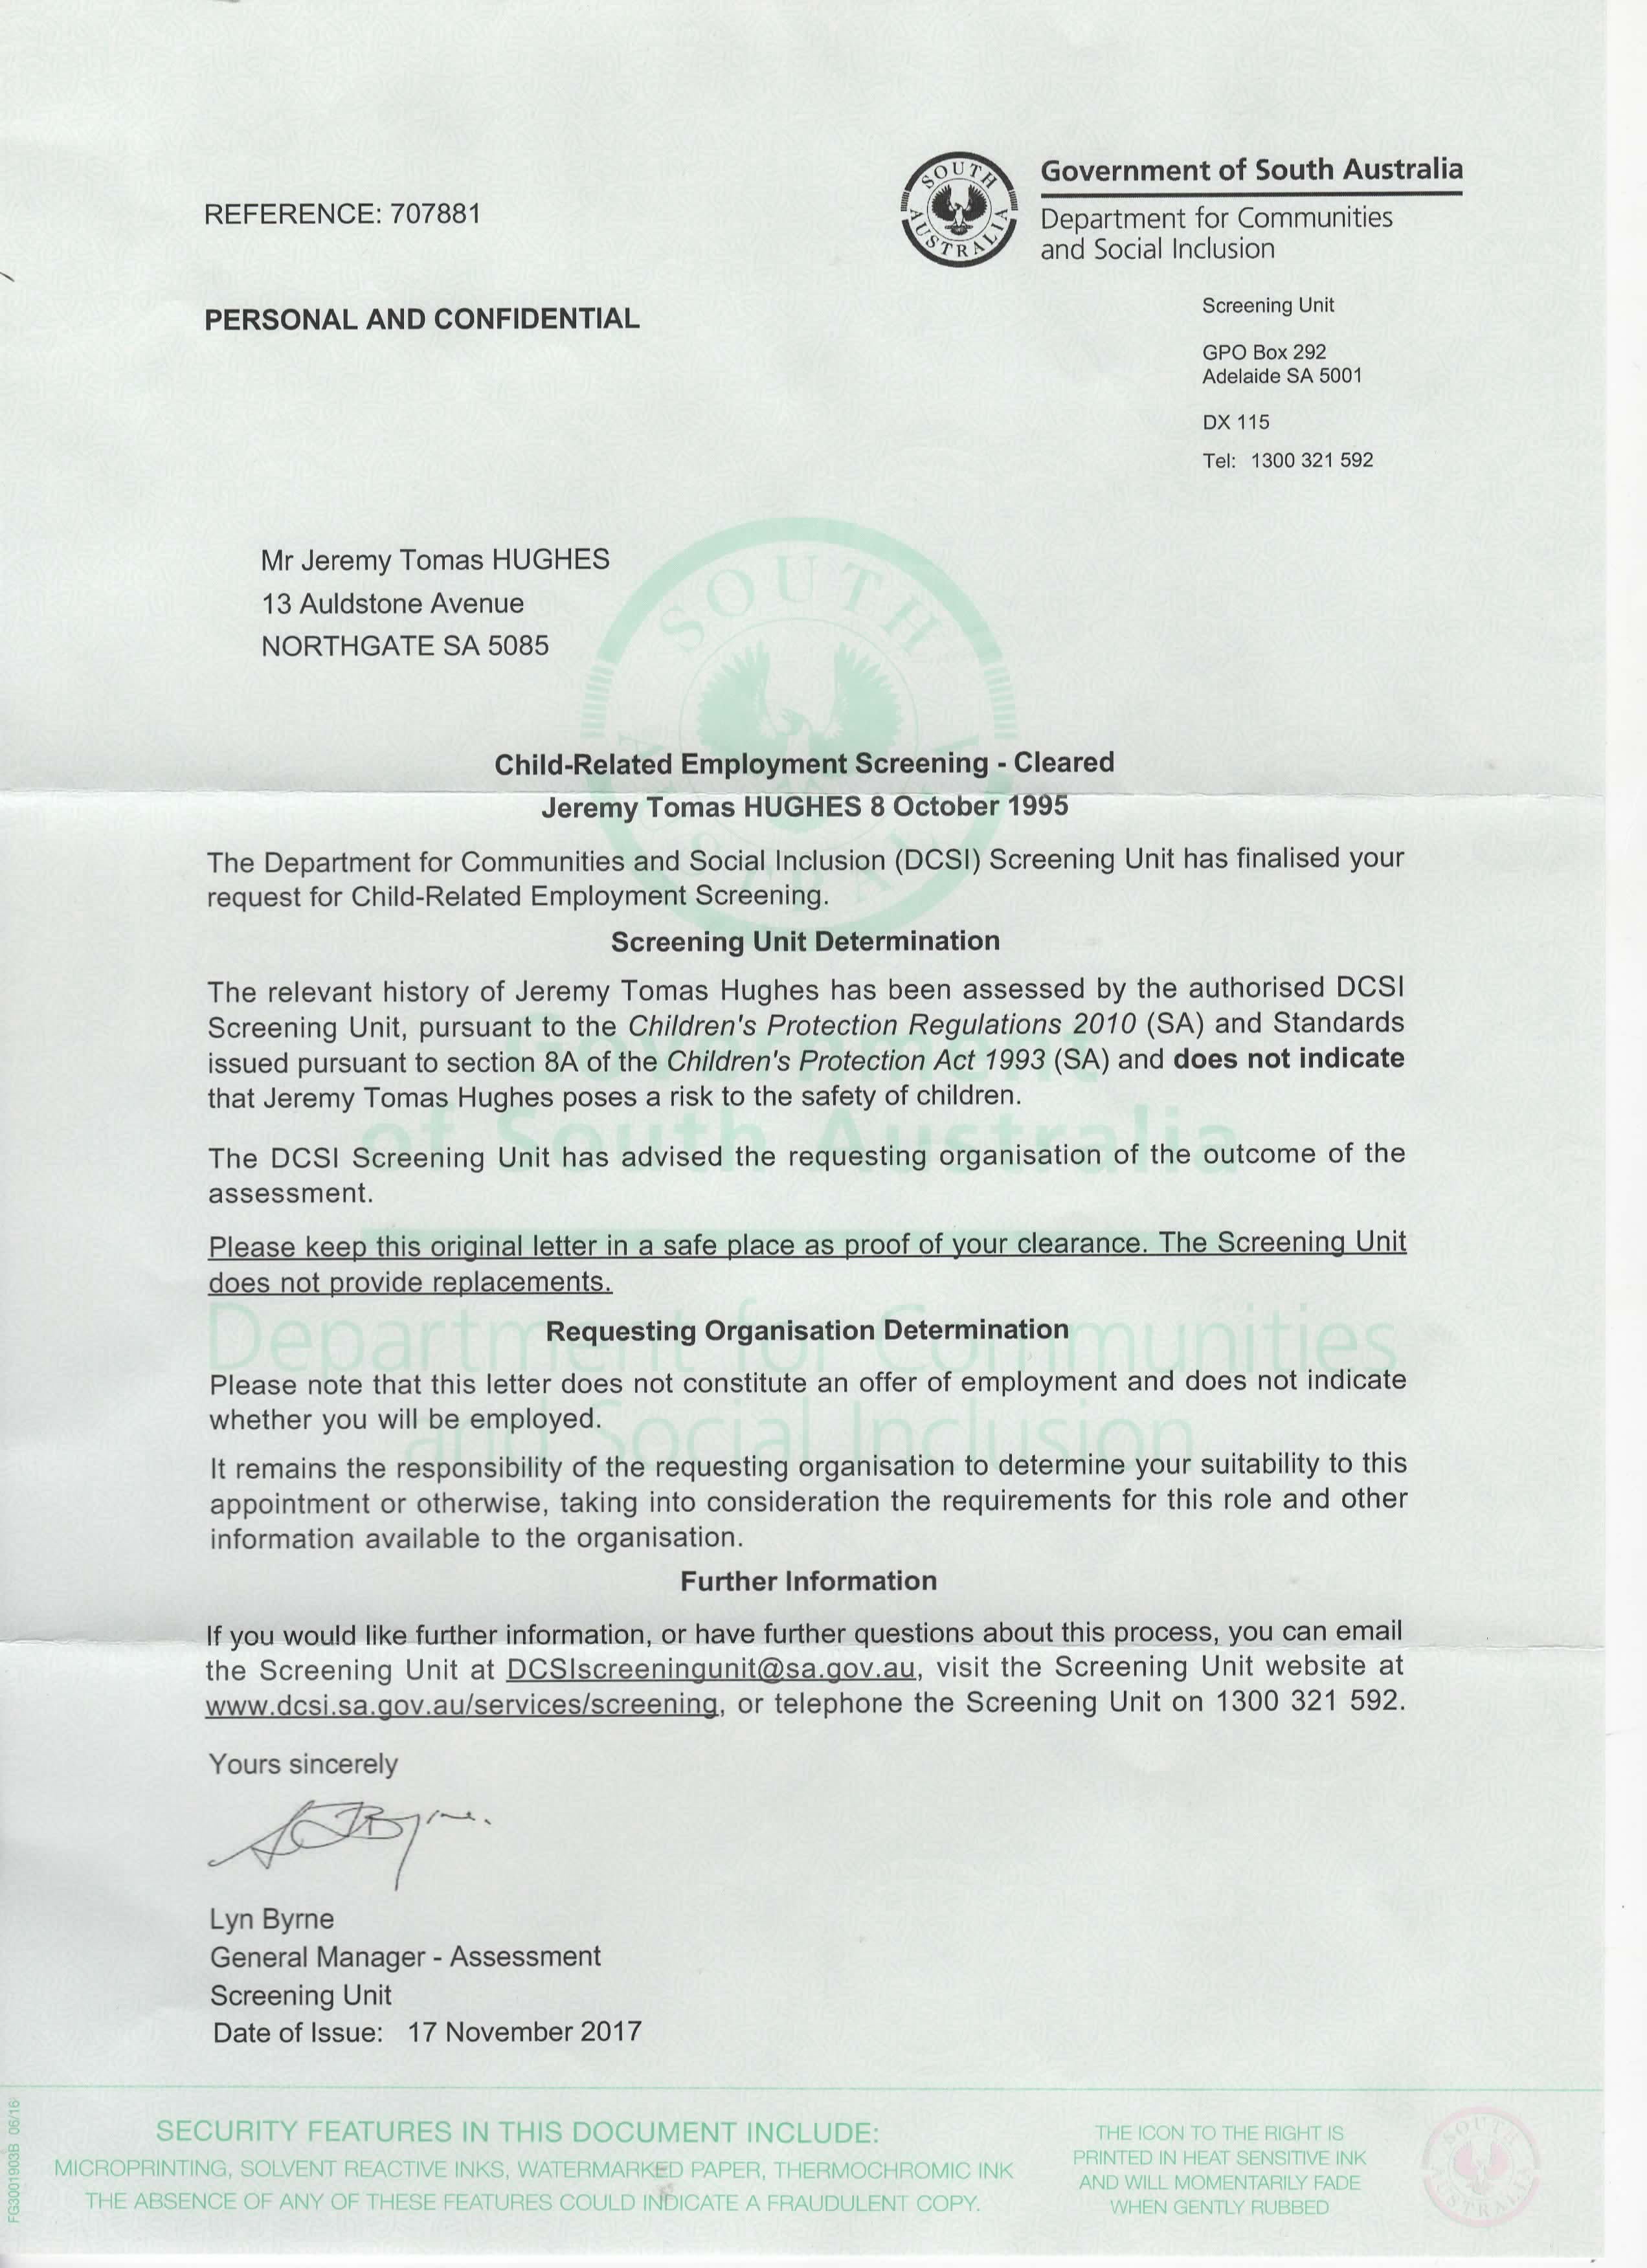 REFERENCE: 707881
SOUTH AUSTRALIA
Government of South Australia
Department for Communities
and Social Inclusion
PERSONAL AND CONFIDENTIAL
Screening Unit
GPO Box 292
Adelaide SA 5001
DX 115
Tel: 1300 321 592
Mr Jeremy Tomas HUGHES
13 Auldstone Avenue
NORTHGATE SA 5085
Child-Related Employment Screening - Cleared
Jeremy Tomas HUGHES 8 October 1995
The Department for Communities and Social Inclusion (DCSI) Screening Unit has finalised your
request for Child-Related Employment Screening.
Screening Unit Determination
The relevant history of Jeremy Tomas Hughes has been assessed by the authorised DCSI
Screening Unit, pursuant to the Children's Protection Regulations 2010 (SA) and Standards
issued pursuant to section 8A of the Children's Protection Act 1993 (SA) and does not indicate
that Jeremy Tomas Hughes poses a risk to the safety of children.
The DCSI Screening Unit has advised the requesting organisation of the outcome of the
assessment.
Please keep this original letter in a safe place as proof of your clearance. The Screening Unit
does not provide replacements.
Requesting Organisation Determination
Please note that this letter does not constitute an offer of employment and does not indicate
whether you will be employed.
It remains the responsibility of the requesting organisation to determine your suitability to this
appointment or otherwise, taking into consideration the requirements for this role and other
information available to the organisation.
Further Information
If you would like further information, or have further questions about this process, you can email
the Screening Unit at DCSIscreeningunit@sa.gov.au, visit the Screening Unit website at
www.dcsi.sa.gov.au/services/screening, or telephone the Screening Unit on 1300 321 592.
Yours sincerely
Lyn Byrne
General Manager - Assessment
Screening Unit
Date of Issue: 17 November 2017
SOUTH AUSTRALIA
Government
of South Australia
Department for Communities
and Social Inclusion
FG3001903B 06/16
SECURITY FEATURES IN THIS DOCUMENT INCLUDE:
MICROPRINTING, SOLVENT REACTIVE INKS, WATERMARKED PAPER, THERMOCHROMIC INK
THE ABSENCE OF ANY OF THESE FEATURES COULD INDICATE A FRAUDULENT COPY.
THE ICON TO THE RIGHT IS
PRINTED IN HEAT SENSITIVE INK
AND WILL MOMENTARILY FADE
WHEN GENTLY RUBBED
SOUTH AUSTRALIA